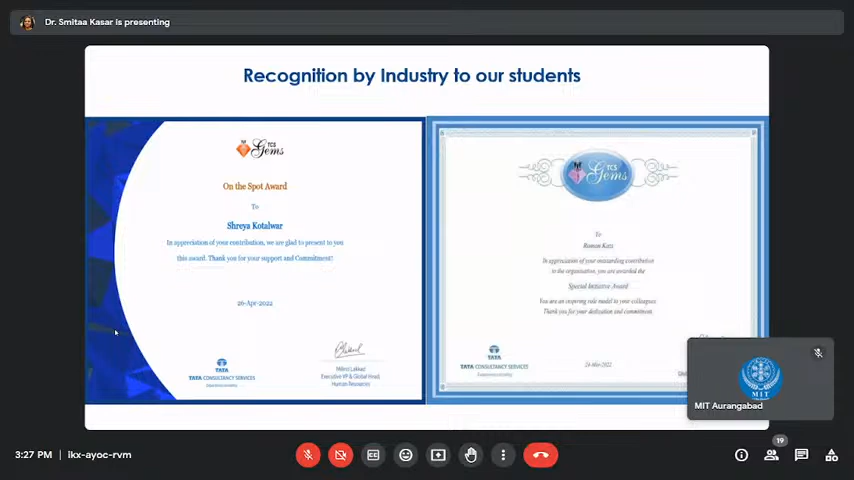 Dr. Smitaa Kasar is presenting
Recognition by Industry to our students
TCS
Gems
On the Spot Award
To
Shreya Kotalwar
In appreciation of your contribution, we are glad to present to you
this award. Thank you for your support and Commitment!
26-Apr-2022
TATA
TATA CONSULTANCY SERVICES
Milind Lakkad
Executive VP & Global Head,
Human Resources
TCS
Gems
To
In appreciation of your outstanding contribution
to the organisation, you are awarded the
Special Initiative Award
You are an inspiring role model to your colleagues.
Thank you for your dedication and commitment.
TATA
TATA CONSULTANCY SERVICES
MIT
MIT Aurangabad
19
3:27 PM | lkx-ayoc-rvm